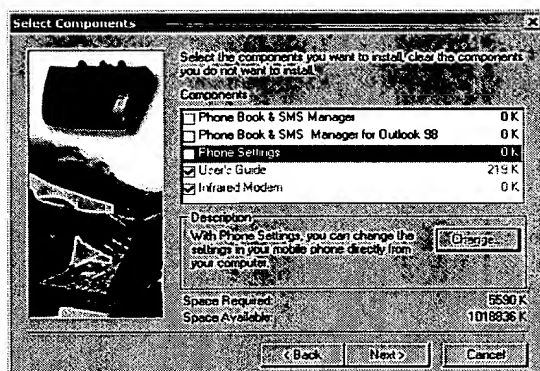 Select Components
Select the components you want to install, clear the components
you do not want to install.
Components
Phone Book & SMS Manager 0 K
Phone Book & SMS Manager for Outlook 98 0 K
Phone Settings 0 K
User's Guide 219 K
Infrared Modem 0 K
Description
With Phone Settings, you can change the
settings in your mobile phone directly from
your computer.
Change...
Space Required: 5590 K
Space Available: 1018836 K
< Back
Next >
Cancel